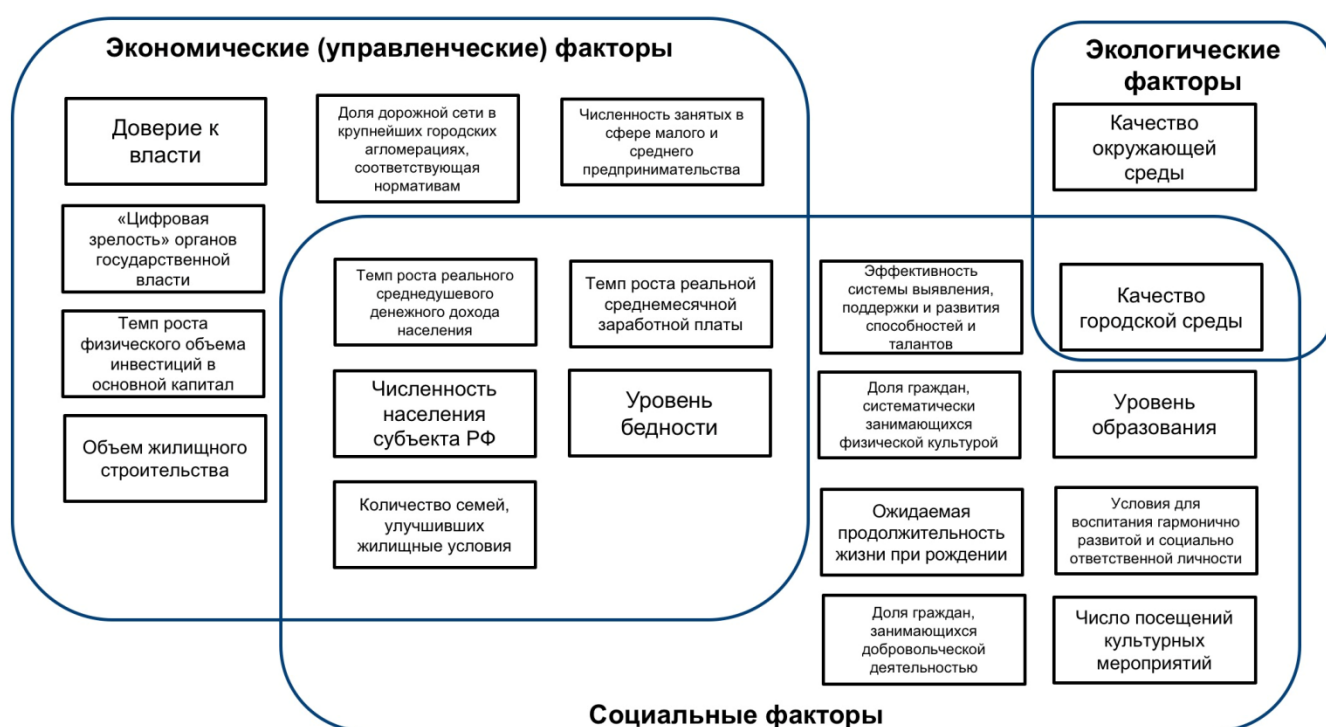 Экономические (управленческие) факторы
Экологические
факторы
Доверие к
власти
Доля дорожной сети в
крупнейших городских
агломерациях,
соответствующая
нормативам
Численность занятых в
сфере малого и
среднего
предпринимательства
Качество
окружающей
среды
«Цифровая
зрелость» органов
государственной
власти
Темп роста реального
среднедушевого
денежного дохода
населения
Темп роста реальной
среднемесячной
заработной платы
Эффективность
системы выявления,
поддержки и развития
способностей и
талантов
Качество
городской среды
Темп роста
физического объема
инвестиций в
основной капитал
Численность
населения
субъекта РФ
Уровень
бедности
Доля граждан,
систематически
занимающихся
физической культурой
Уровень
образования
Объем жилищного
строительства
Количество семей,
улучшивших
жилищные условия
Ожидаемая
продолжительность
жизни при рождении
Условия для
воспитания гармонично
развитой и социально
ответственной личности
Доля граждан,
занимающихся
добровольческой
деятельностью
Число посещений
культурных
мероприятий
Социальные факторы